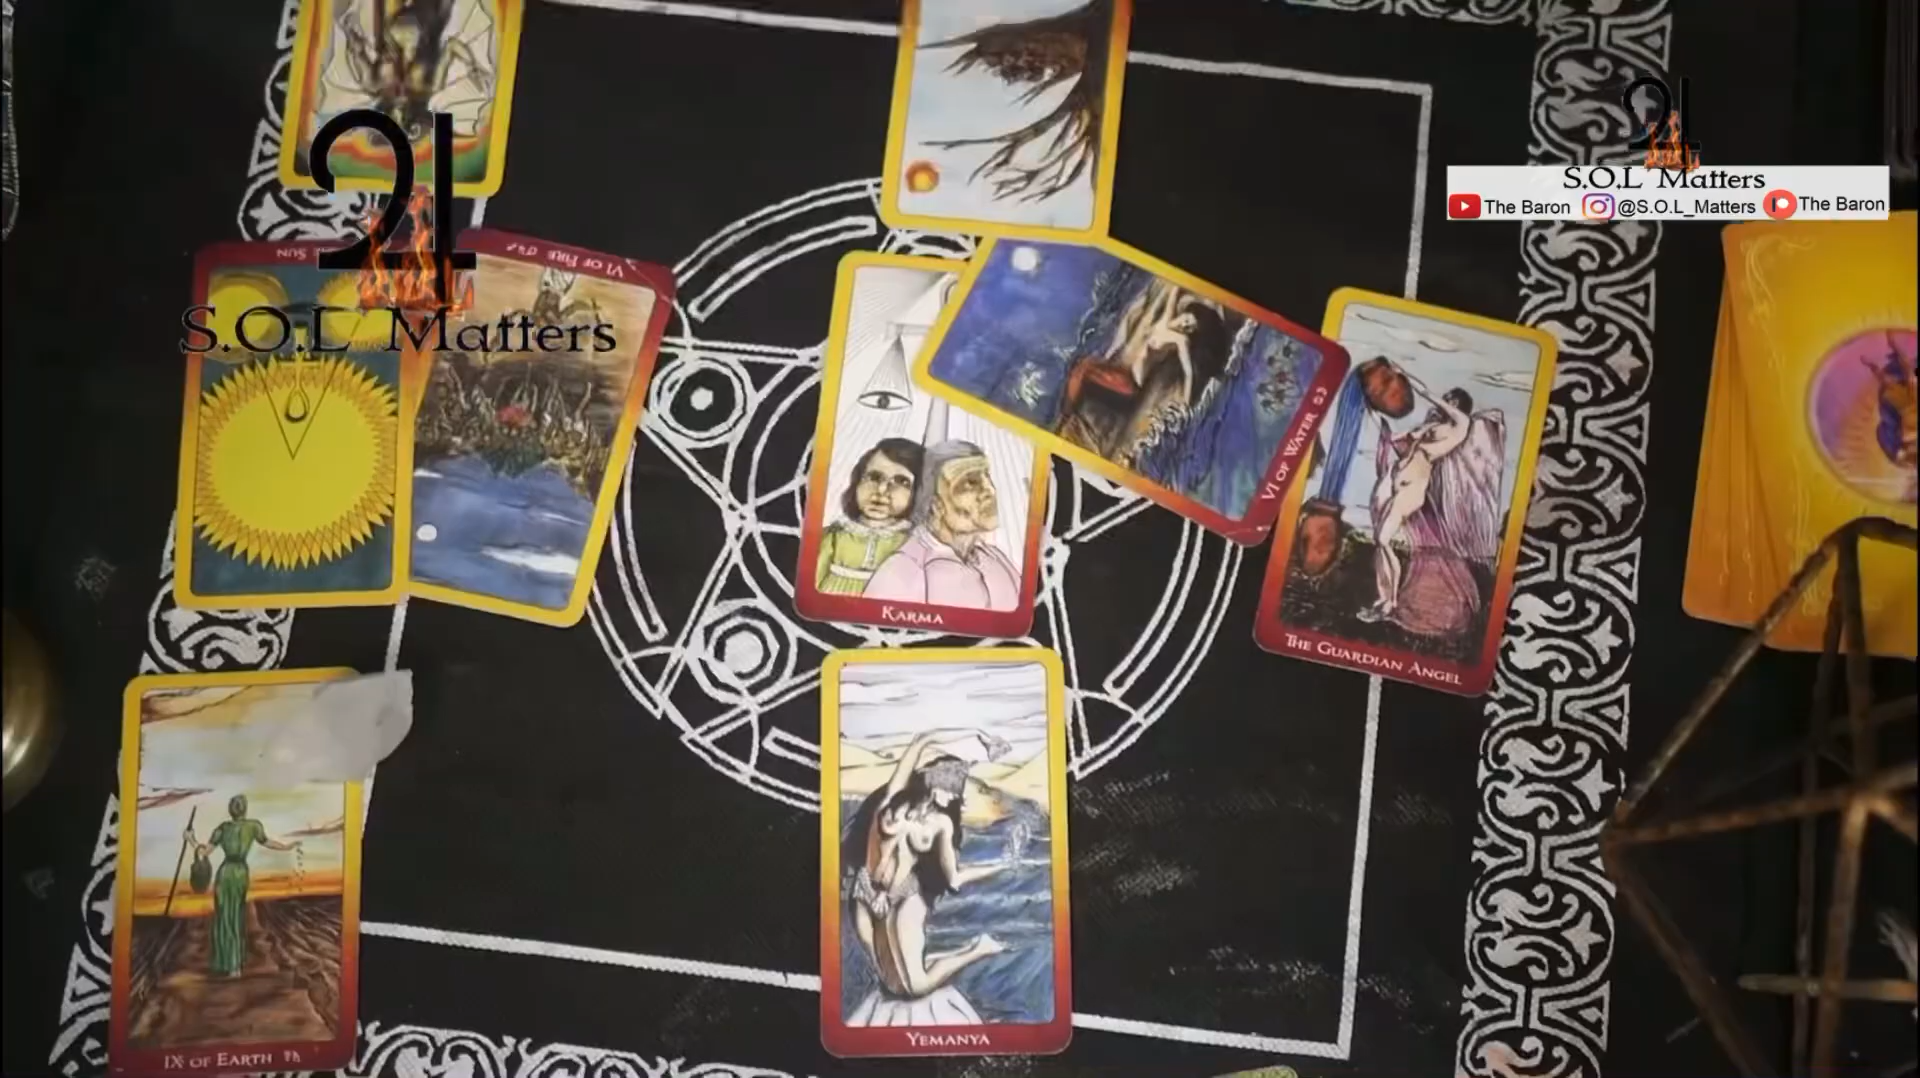 S.O.L Matters
The Baron @S.O.L_Matters The Baron
THE SUN
VI OF FIRE
S.O.L Matters
VI OF WATER
KARMA
THE GUARDIAN ANGEL
YEMANYA
IX OF EARTH